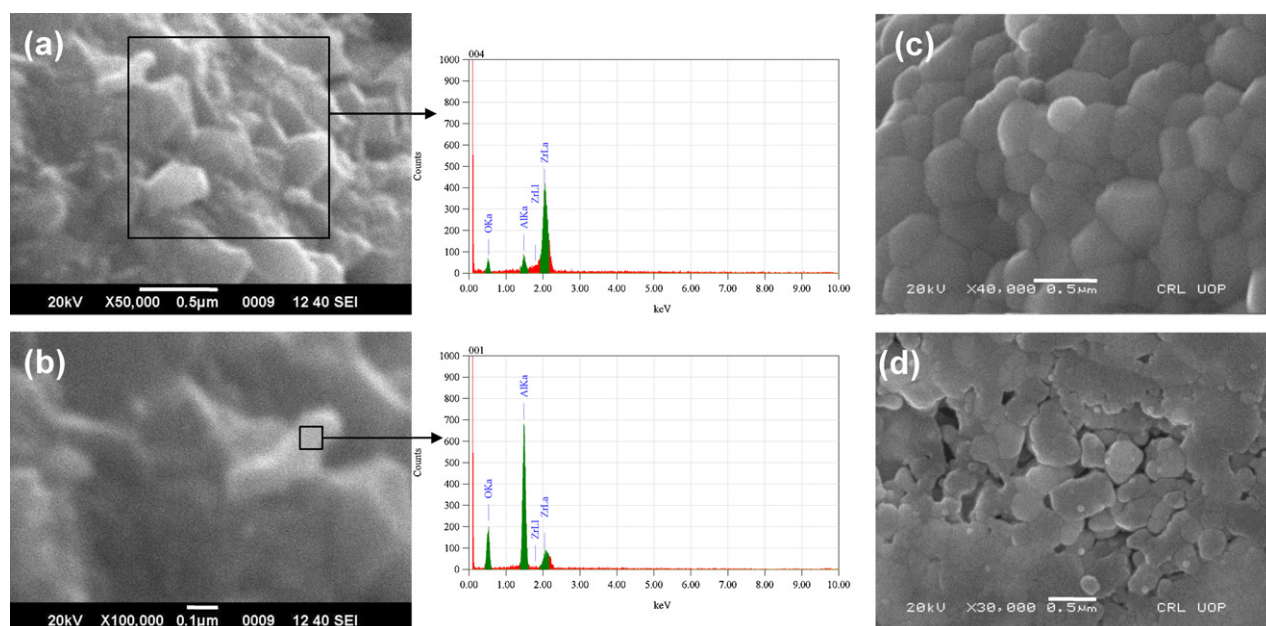 (a)
20kV X50,000 0.5µm 0009 12 40 SEI
004
1000
900
800
700
600
500
400
300
200
100
0
Counts
OKa
AlKa
ZrLl
ZrLa
0.00 1.00 2.00 3.00 4.00 5.00 6.00 7.00 8.00 9.00 10.00
keV
(c)
20kV X40,000 0.5µm CRL UOP
(b)
20kV X100,000 0.1µm 0009 12 40 SEI
001
1000
900
800
700
600
500
400
300
200
100
0
Counts
OKa
AlKa
ZrLl
ZrLa
0.00 1.00 2.00 3.00 4.00 5.00 6.00 7.00 8.00 9.00 10.00
keV
(d)
20kV X30,000 0.5µm CRL UOP